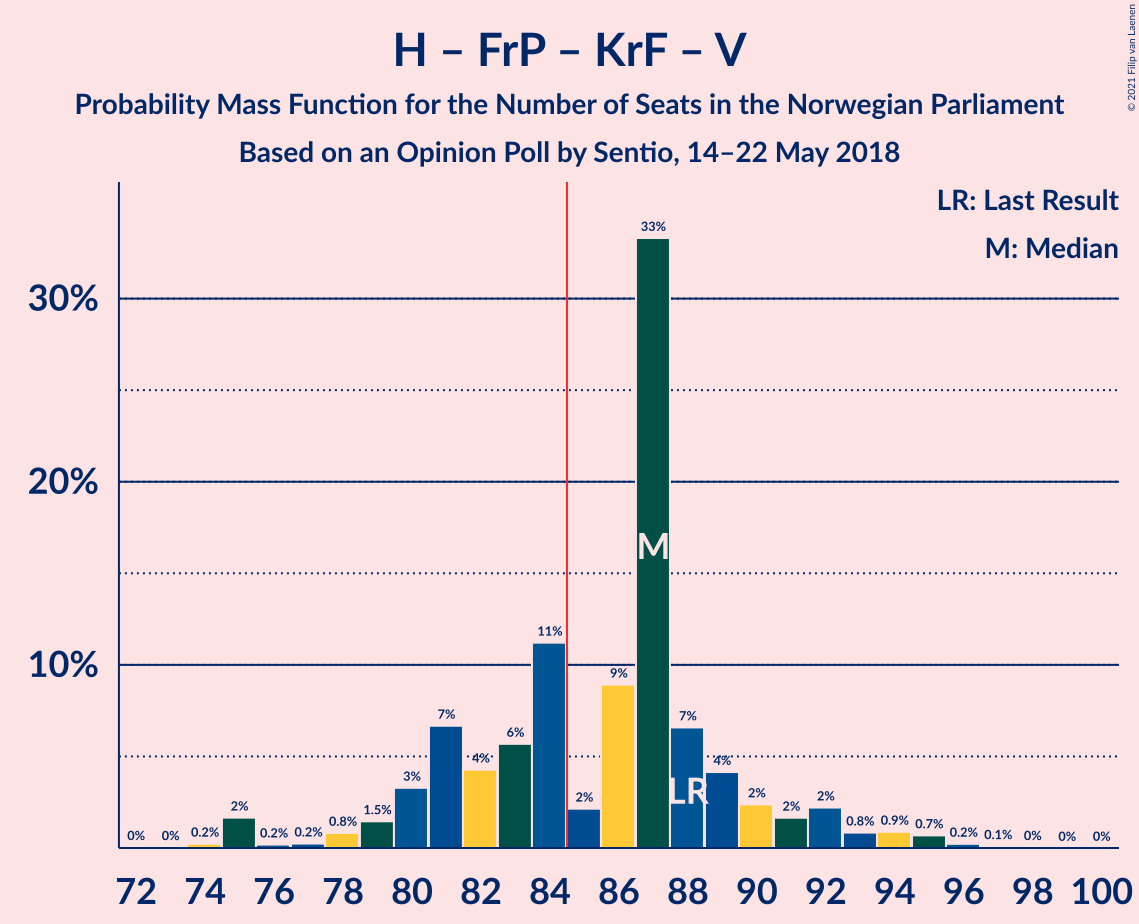 H – FrP – KrF – V
Probability Mass Function for the Number of Seats in the Norwegian Parliament
Based on an Opinion Poll by Sentio, 14–22 May 2018
© 2021 Filip van Laenen
LR: Last Result
M: Median
30%
20%
10%
0% 0% 0.2% 2% 0.2% 0.2% 0.8% 1.5% 3% 7% 4% 6% 11% 2% 9% 33% 7% 4% 2% 2% 2% 0.8% 0.9% 0.7% 0.2% 0.1% 0% 0% 0%
M
LR
72 74 76 78 80 82 84 86 88 90 92 94 96 98 100